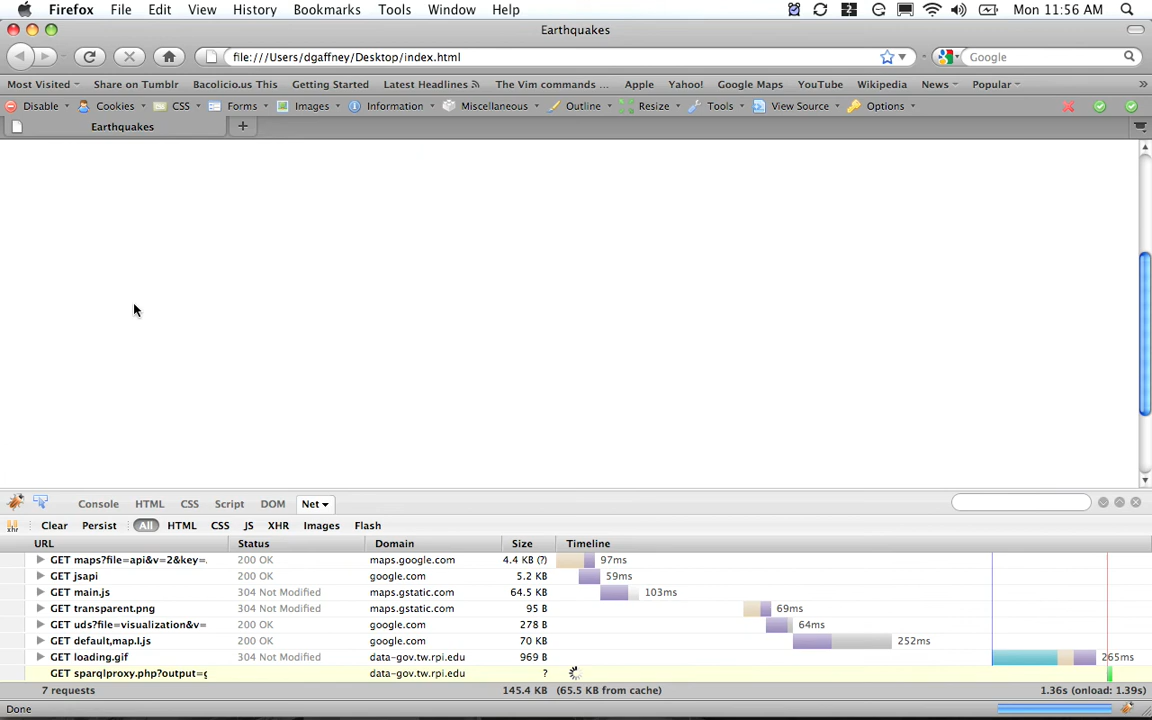 Firefox File Edit View History Bookmarks Tools Window Help Mon 11:56 AM
Earthquakes
file:///Users/dgaffney/Desktop/index.html Google
Most Visited Share on Tumblr Bacolicio.us This Getting Started Latest Headlines The Vim commands ... Apple Yahoo! Google Maps YouTube Wikipedia News Popular »
Disable Cookies CSS Forms Images Information Miscellaneous Outline Resize Tools View Source Options
Earthquakes +
Console HTML CSS Script DOM Net
xhr Clear Persist All HTML CSS JS XHR Images Flash
URL Status Domain Size Timeline
GET maps?file=api&v=2&key=. 200 OK maps.google.com 4.4 KB (?) 97ms
GET jsapi 200 OK google.com 5.2 KB 59ms
GET main.js 304 Not Modified maps.gstatic.com 64.5 KB 103ms
GET transparent.png 304 Not Modified maps.gstatic.com 95 B 69ms
GET uds?file=visualization&v= 200 OK google.com 278 B 64ms
GET default,map.I.js 200 OK google.com 70 KB 252ms
GET loading.gif 304 Not Modified data-gov.tw.rpi.edu 969 B 265ms
GET sparqlproxy.php?output=g data-gov.tw.rpi.edu ?
7 requests 145.4 KB (65.5 KB from cache) 1.36s (onload: 1.39s)
Done